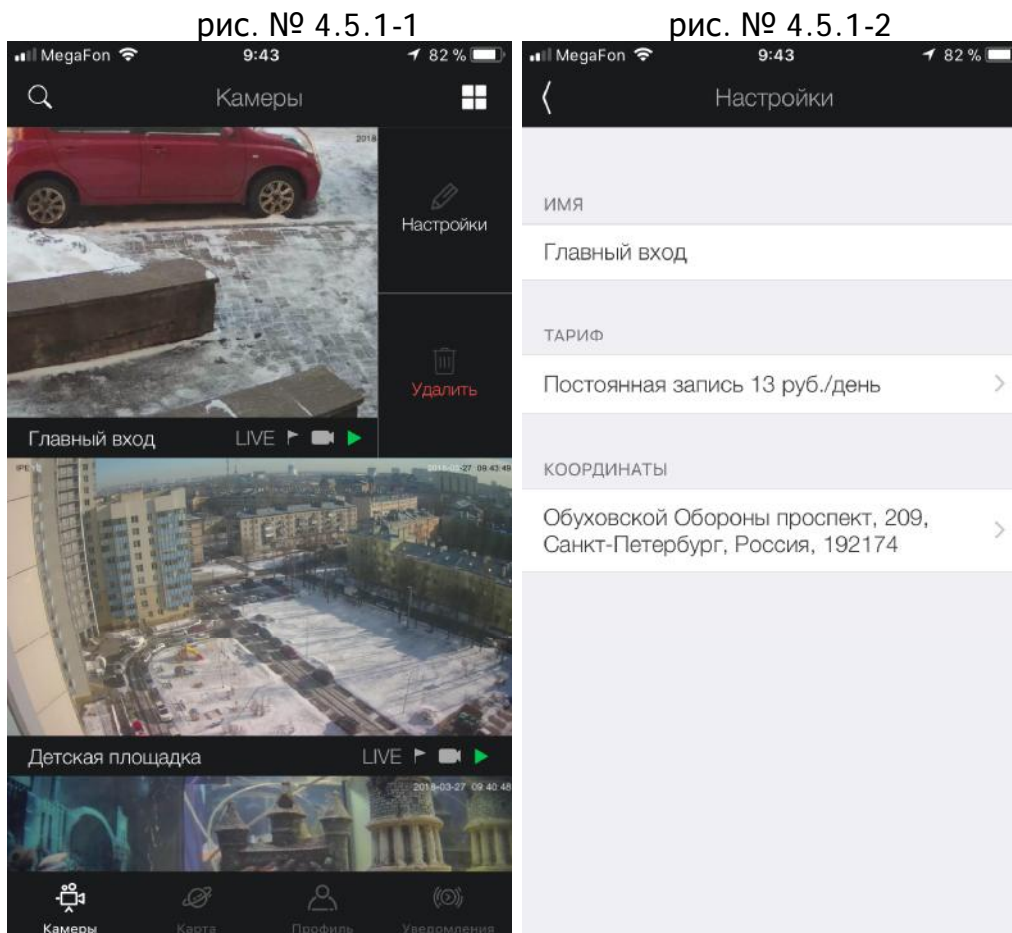 рис. № 4.5.1-1
рис. № 4.5.1-2
MegaFon 9:43 82 %
MegaFon 9:43 82 %
Камеры
Настройки
2018
Настройки
Удалить
Главный вход LIVE
27 09:43:49
Детская площадка LIVE
2018-03-27 09:40:48
Камеры Карта Профиль Уведомления
ИМЯ
Главный вход
ТАРИФ
Постоянная запись 13 руб./день
КООРДИНАТЫ
Обуховской Обороны проспект, 209,
Санкт-Петербург, Россия, 192174